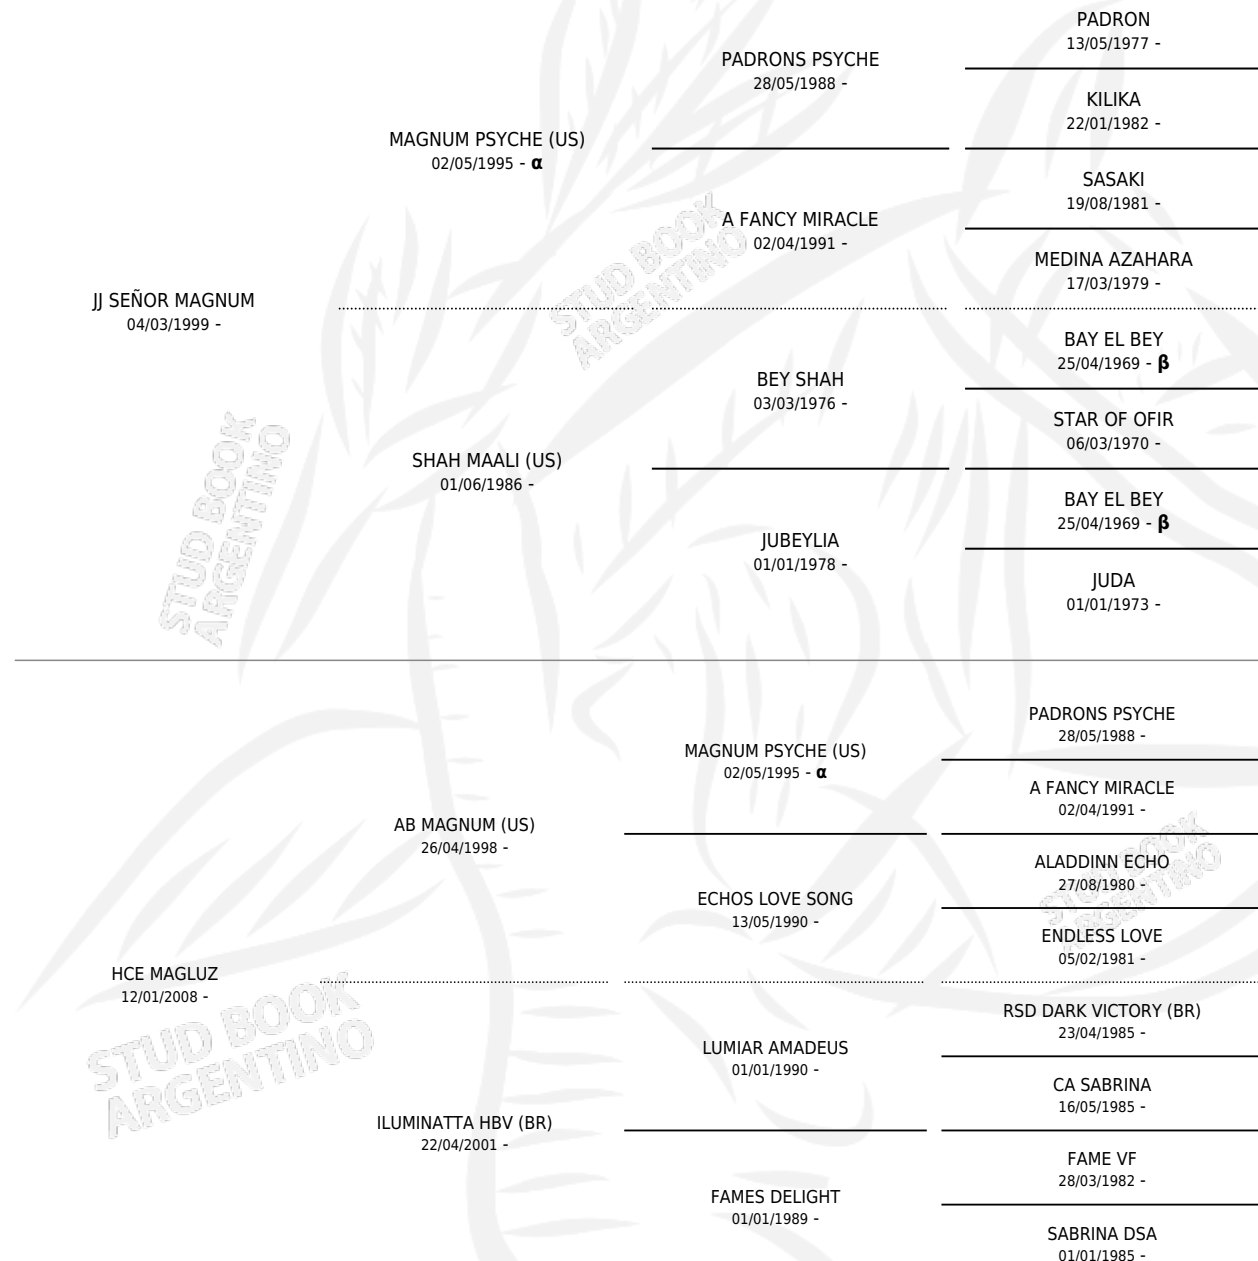 PADRON
13/05/1977 -
PADRONS PSYCHE
28/05/1988 -
KILIKA
22/01/1982 -
MAGNUM PSYCHE (US)
02/05/1995 - α
SASAKI
19/08/1981 -
A FANCY MIRACLE
02/04/1991 -
MEDINA AZAHARA
17/03/1979 -
JJ SEÑOR MAGNUM
04/03/1999 -
BAY EL BEY
25/04/1969 - β
BEY SHAH
03/03/1976 -
STAR OF OFIR
06/03/1970 -
SHAH MAALI (US)
01/06/1986 -
BAY EL BEY
25/04/1969 - β
JUBEYLIA
01/01/1978 -
JUDA
01/01/1973 -
PADRONS PSYCHE
28/05/1988 -
MAGNUM PSYCHE (US)
02/05/1995 - α
A FANCY MIRACLE
02/04/1991 -
AB MAGNUM (US)
26/04/1998 -
ALADDINN ECHO
27/08/1980 -
ECHOS LOVE SONG
13/05/1990 -
ENDLESS LOVE
05/02/1981 -
HCE MAGLUZ
12/01/2008 -
RSD DARK VICTORY (BR)
23/04/1985 -
LUMIAR AMADEUS
01/01/1990 -
CA SABRINA
16/05/1985 -
ILUMINATTA HBV (BR)
22/04/2001 -
FAME VF
28/03/1982 -
FAMES DELIGHT
01/01/1989 -
SABRINA DSA
01/01/1985 -
STUD BOOK
ARGENTINO
STUD BOOK
ARGENTINO
STUD BOOK
ARGENTINO
STUD BOOK
ARGENTINO